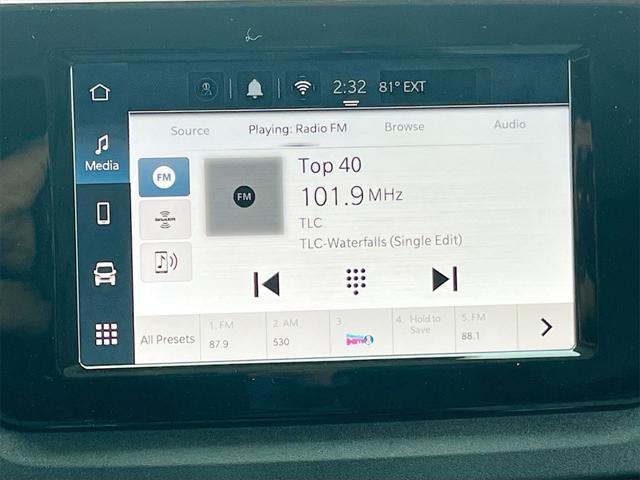 2:32 81° EXT
Source Playing: Radio FM Browse Audio
Media
FM
FM
Top 40
101.9 MHz
TLC
TLC-Waterfalls (Single Edit)
SiriusXM
All Presets
1. FM
87.9
2. AM
530
3
4. Hold to
Save
5. FM
88.1